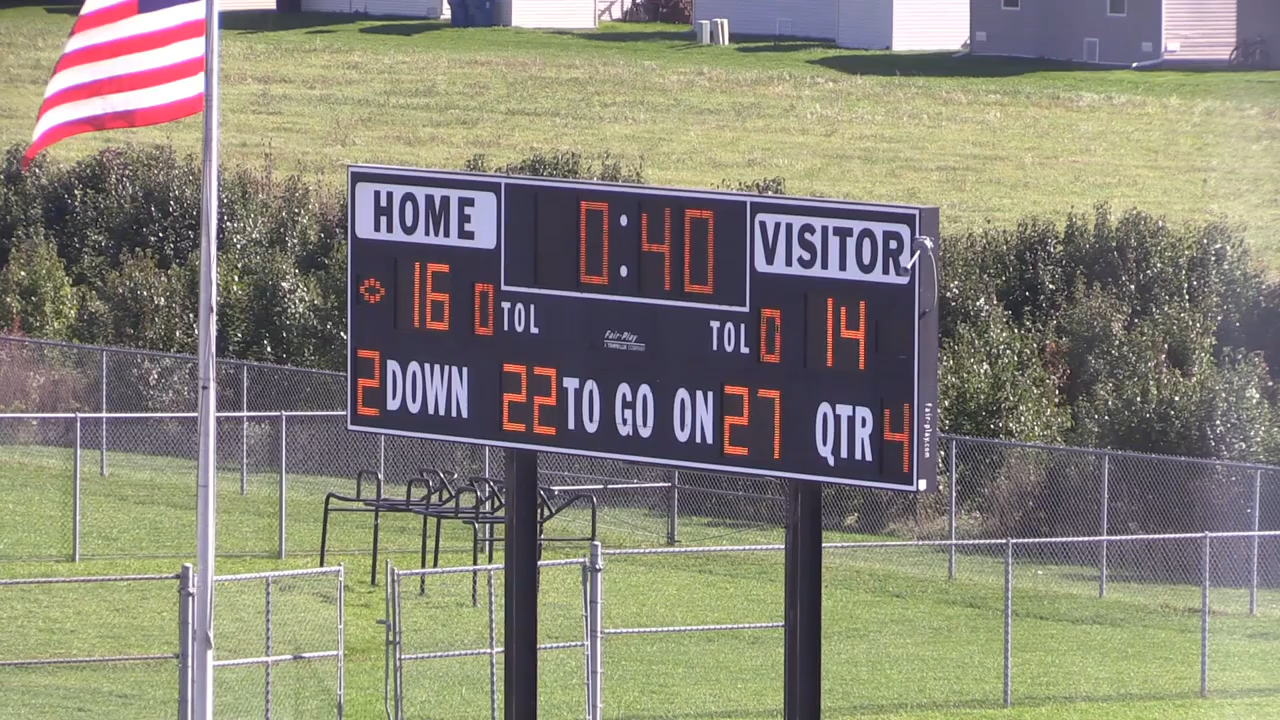 HOME 0:40 VISITOR
16 0 TOL TOL 0 14
Fair-Play
2 DOWN 22 TO GO ON 27 QTR 4
fair-play.com